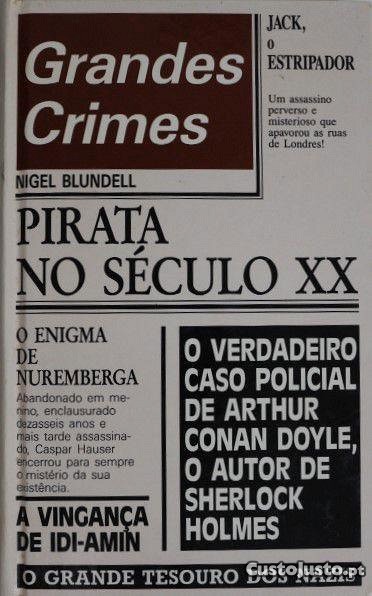 Grandes
Crimes
NIGEL BLUNDELL
JACK,
O
ESTRIPADOR
Um assassino
perverso e
misterioso que
apavorou as ruas
de Londres!
PIRATA
NO SÉCULO XX
O ENIGMA
DE
NUREMBERGA
Abandonado em me-
nino, enclausurado
dezasseis anos e
mais tarde assassina-
do, Caspar Hauser
encerrou para sempre
o mistério da sua
existência.
A VINGANÇA
DE IDI-AMIN
O VERDADEIRO
CASO POLICIAL
DE ARTHUR
CONAN DOYLE,
O AUTOR DE
SHERLOCK
HOLMES
O GRANDE TESOURO DOS NAZIS
CustoJusto.pt